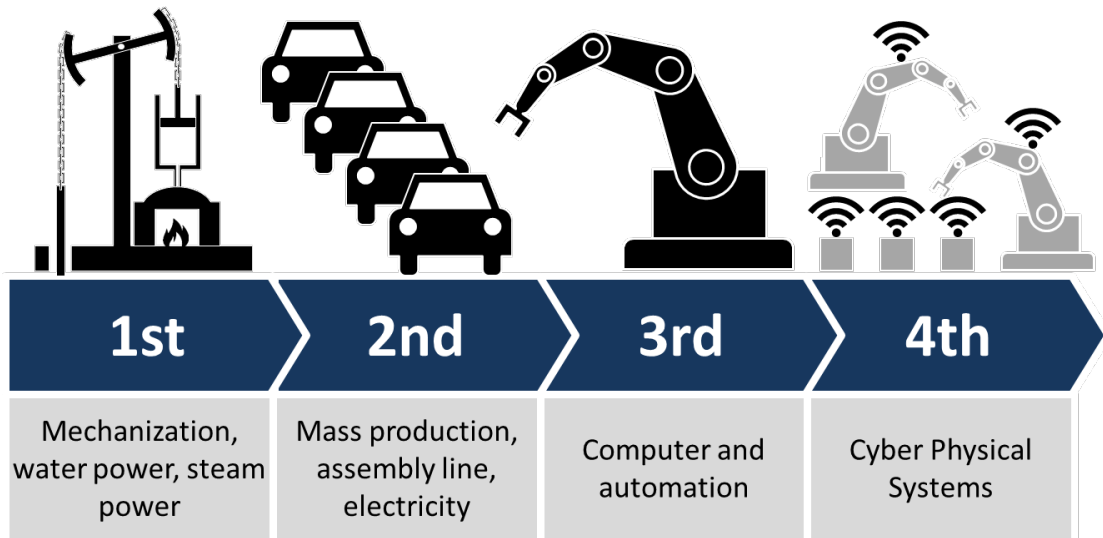 1st
2nd
3rd
4th
Mechanization,
water power, steam
power
Mass production,
assembly line,
electricity
Computer and
automation
Cyber Physical
Systems